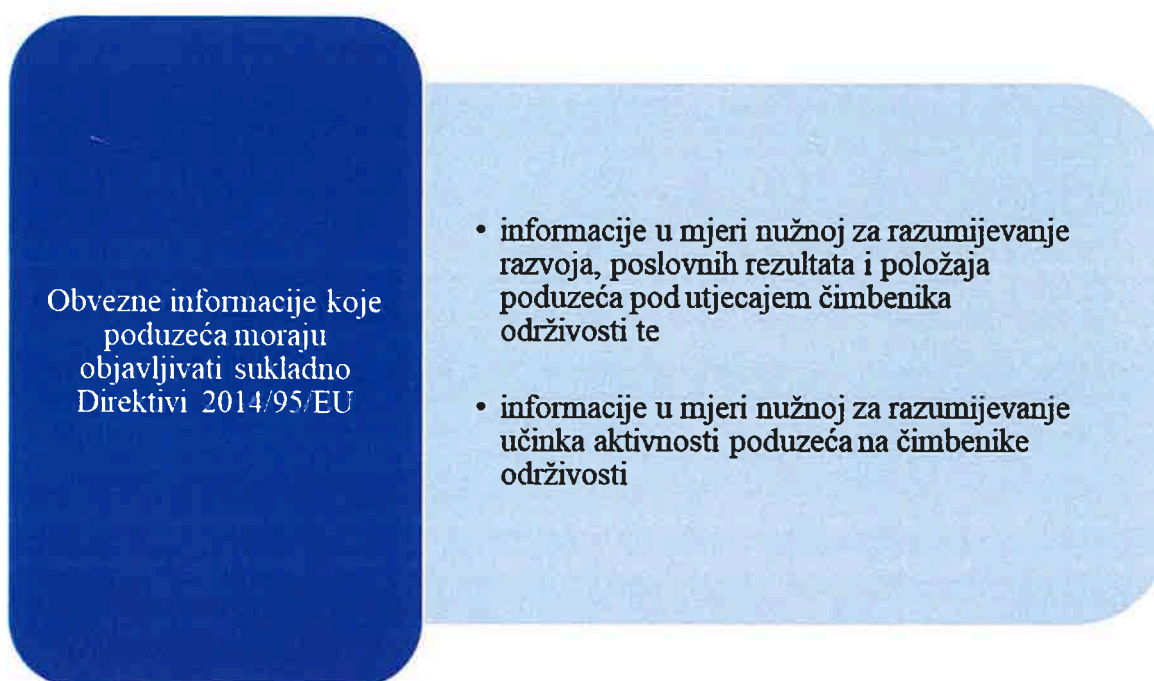 Obvezne informacije koje
poduzeća moraju
objavljivati sukladno
Direktivi 2014/95/EU
• informacije u mjeri nužnoj za razumijevanje
razvoja, poslovnih rezultata i položaja
poduzeća pod utjecajem čimbenika
održivosti te
• informacije u mjeri nužnoj za razumijevanje
učinka aktivnosti poduzeća na čimbenike
održivosti